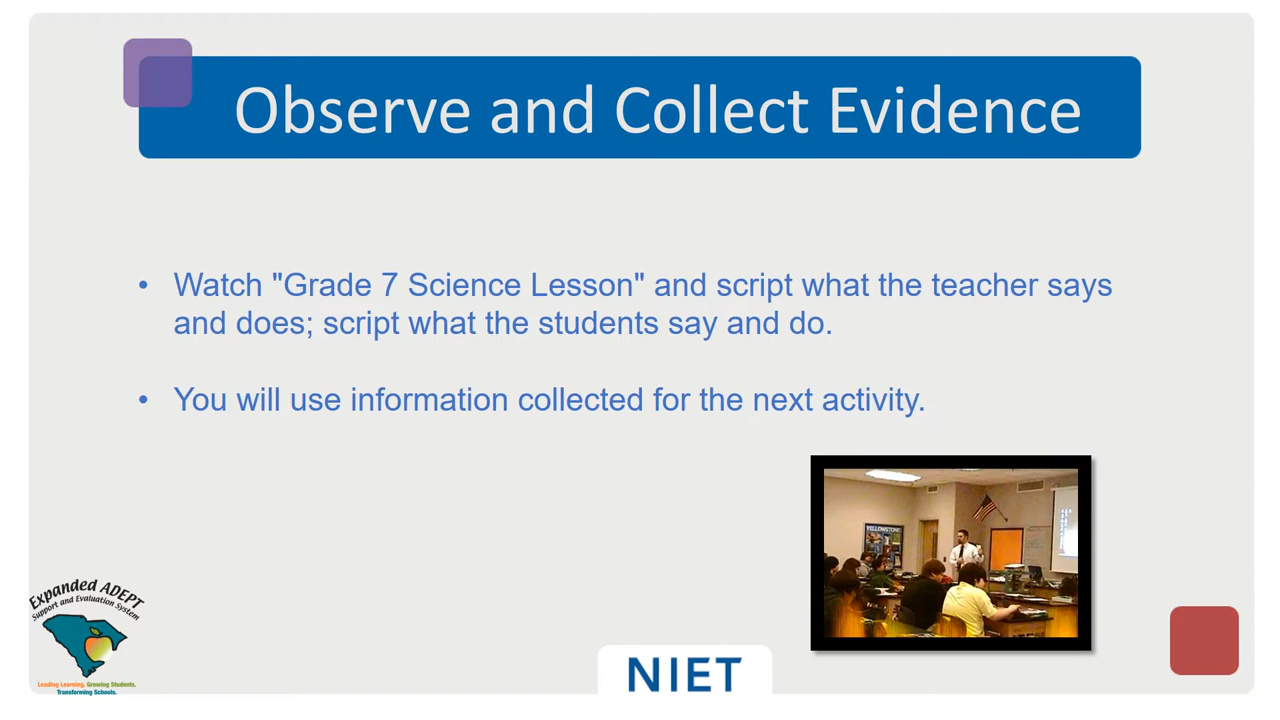 Observe and Collect Evidence
• Watch "Grade 7 Science Lesson" and script what the teacher says
and does; script what the students say and do.
• You will use information collected for the next activity.
YELLOWSTONE
Expanded ADEPT
Support and Evaluation System
Leading Learning. Growing Students.
Transforming Schools.
NIET